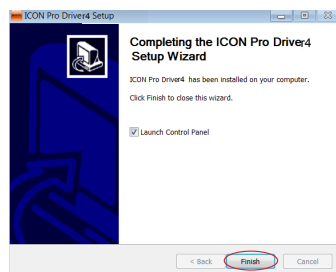 ICON Pro Driver4 Setup
Completing the ICON Pro Driver4
Setup Wizard
ICON Pro Driver4 has been installed on your computer.
Click Finish to close this wizard.
Launch Control Panel
< Back Finish Cancel